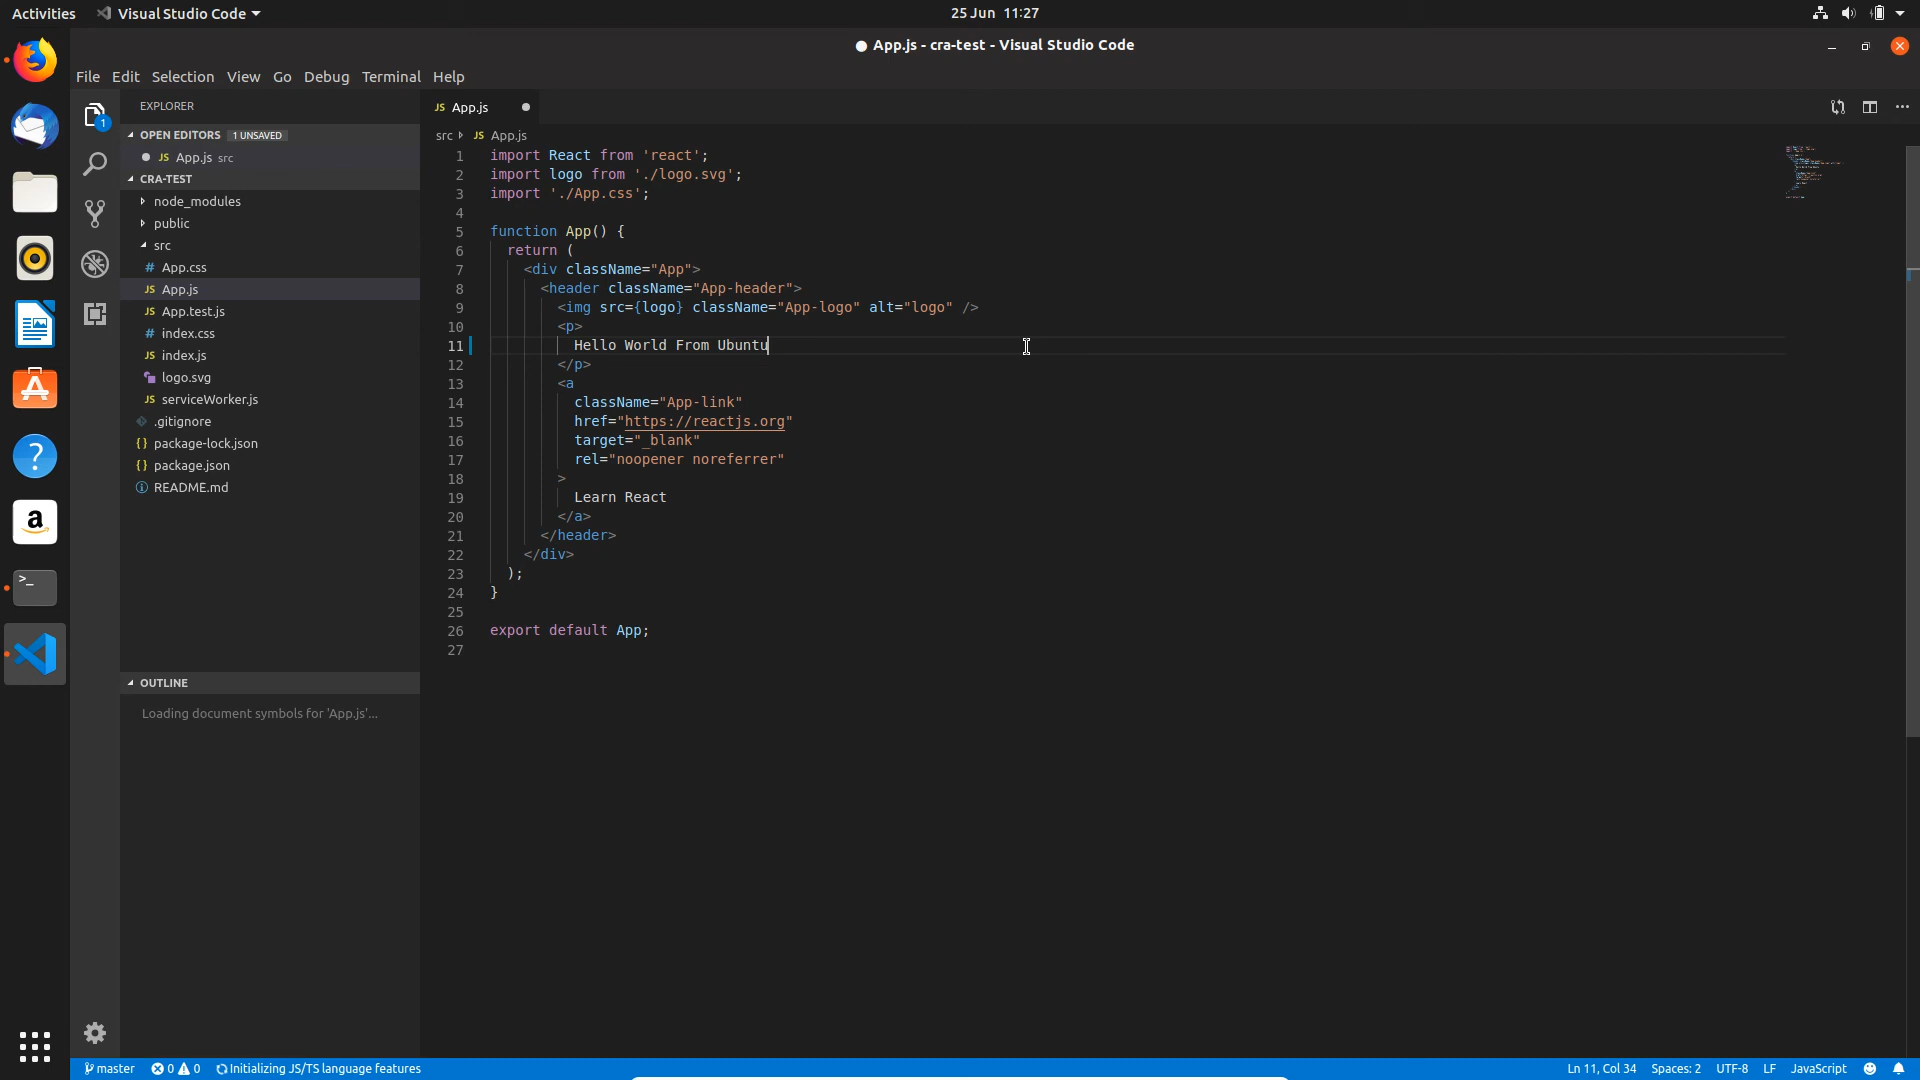 Activities Visual Studio Code 25 Jun 11:27
● App.js - cra-test - Visual Studio Code
File Edit Selection View Go Debug Terminal Help
EXPLORER
1
OPEN EDITORS 1 UNSAVED
● JS App.js src
CRA-TEST
node_modules
public
src
# App.css
JS App.js
JS App.test.js
# index.css
JS index.js
logo.svg
JS serviceWorker.js
.gitignore
{} package-lock.json
{} package.json
README.md
OUTLINE
Loading document symbols for 'App.js'...
JS App.js ●
src JS App.js
1 import React from 'react';
2 import logo from './logo.svg';
3 import './App.css';
4
5 function App() {
6 return (
7 <div className="App">
8 <header className="App-header">
9 <img src={logo} className="App-logo" alt="logo" />
10 <p>
11 Hello World From Ubuntu
12 </p>
13 <a
14 className="App-link"
15 href="https://reactjs.org"
16 target="_blank"
17 rel="noopener noreferrer"
18 >
19 Learn React
20 </a>
21 </header>
22 </div>
23 );
24 }
25
26 export default App;
27
master 0 0 Initializing JS/TS language features Ln 11, Col 34 Spaces: 2 UTF-8 LF JavaScript